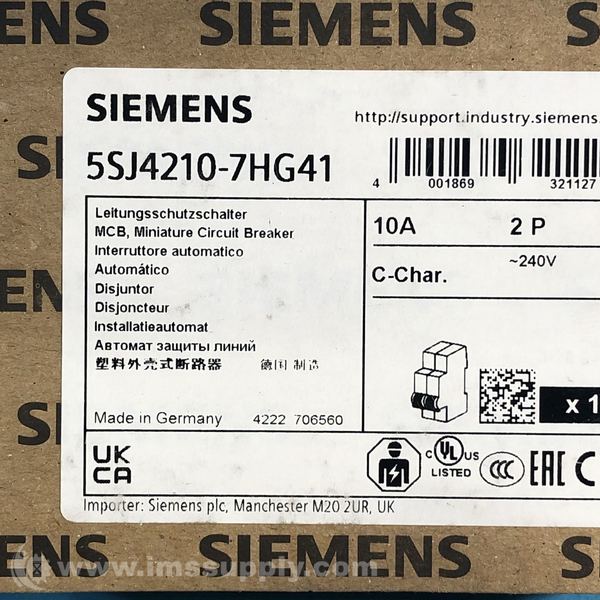 SIEMENS SIEMENS
SIEMENS
http://support.industry.siemens.
5SJ4210-7HG41
4 001869 321127
Leitungsschutzschalter
MCB, Miniature Circuit Breaker
Interruttore automatico
Automático
Disjuntor
Disjoncteur
Installatieautomat
Автомат защиты линий
塑料外壳式断路器 德国 制造
10A 2 P
~240V
C-Char.
x 1
Made in Germany 4222 706560
UK
CA
C UL US
LISTED
CCC
EAC
Importer: Siemens plc, Manchester M20 2UR, UK
SIEMENS
www.imssupply.com